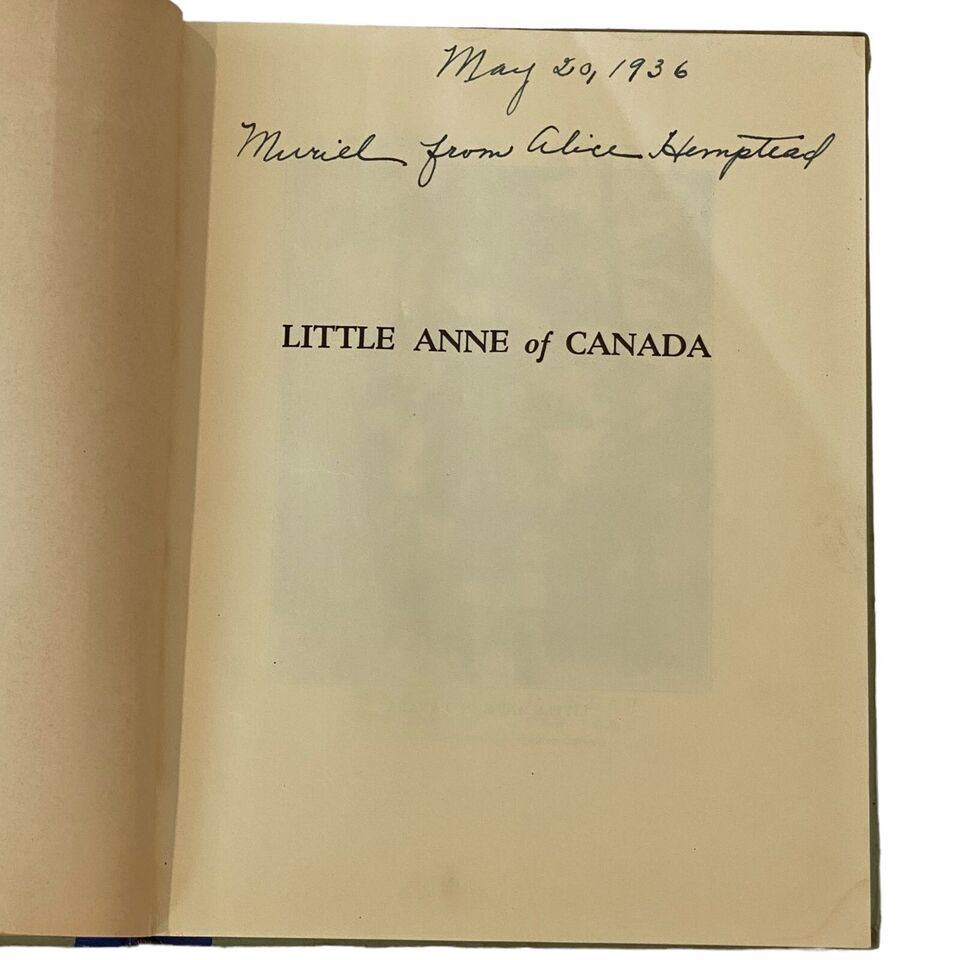 May 20, 1936
Muriel from Alice Hempstead
LITTLE ANNE of CANADA